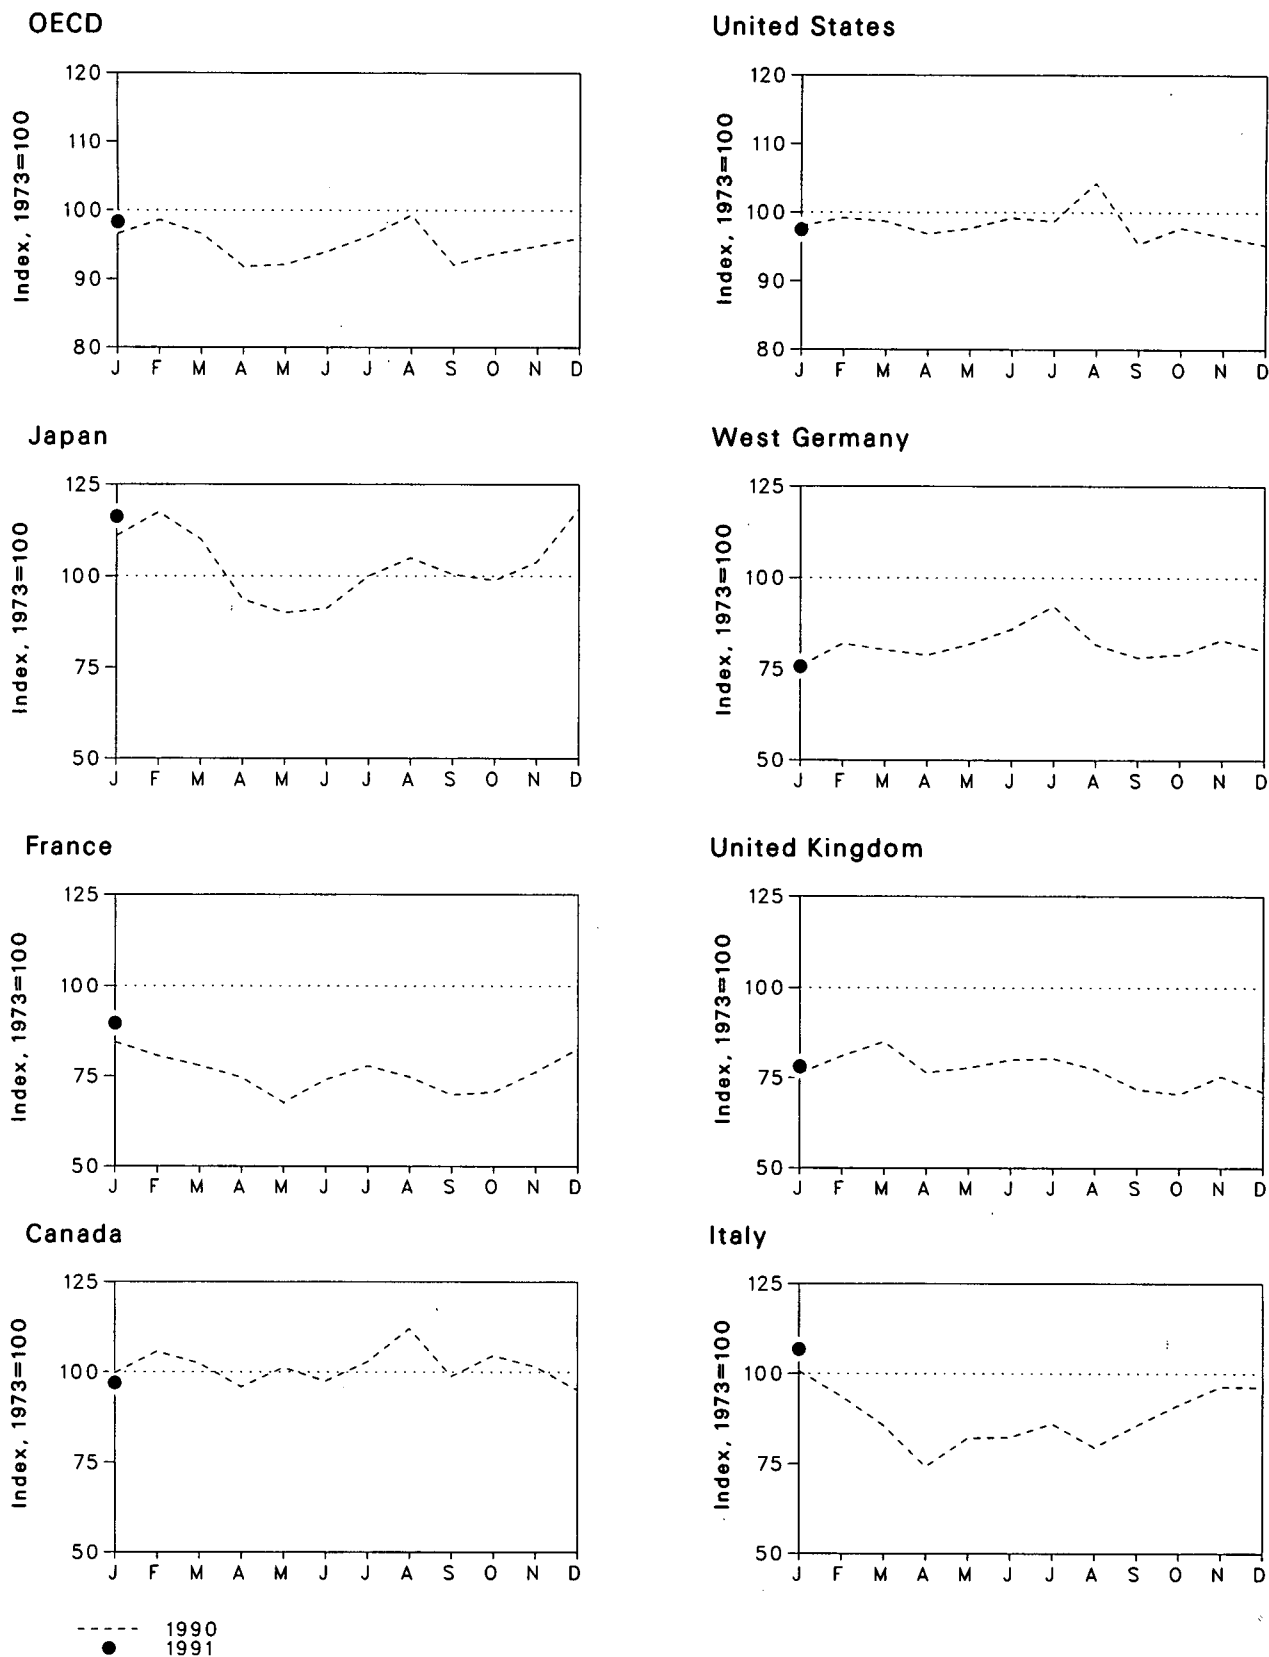 OECD
Index, 1973=100
120
110
100
90
80
J F M A M J J A S O N D
United States
Index, 1973=100
120
110
100
90
80
J F M A M J J A S O N D
Japan
Index, 1973=100
125
100
75
50
J F M A M J J A S O N D
West Germany
Index, 1973=100
125
100
75
50
J F M A M J J A S O N D
France
Index, 1973=100
125
100
75
50
J F M A M J J A S O N D
United Kingdom
Index, 1973=100
125
100
75
50
J F M A M J J A S O N D
Canada
Index, 1973=100
125
100
75
50
J F M A M J J A S O N D
Italy
Index, 1973=100
125
100
75
50
J F M A M J J A S O N D
1990
1991